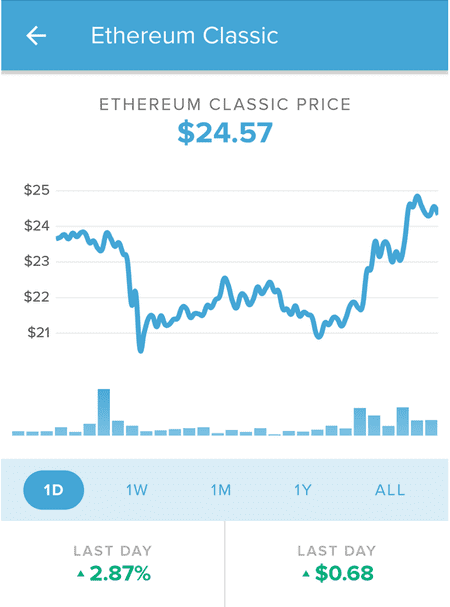 Ethereum Classic
ETHEREUM CLASSIC PRICE
$24.57
$25
$24
$23
$22
$21
1D 1W 1M 1Y ALL
LAST DAY LAST DAY
2.87% $0.68